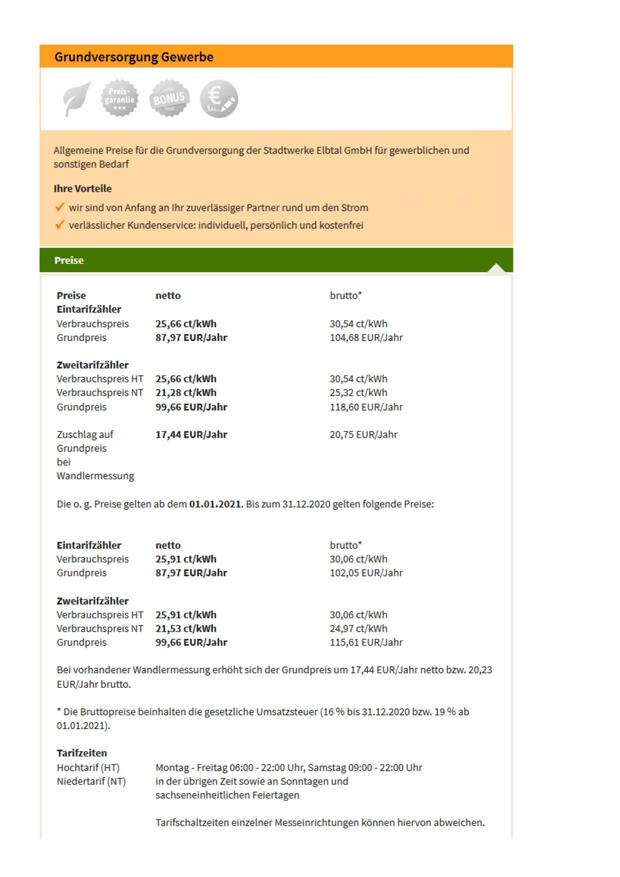 Grundversorgung Gewerbe
Preis-
garantie
BONUS
€
Allgemeine Preise für die Grundversorgung der Stadtwerke Elbtal GmbH für gewerblichen und
sonstigen Bedarf
Ihre Vorteile
wir sind von Anfang an Ihr zuverlässiger Partner rund um den Strom
verlässlicher Kundenservice: individuell, persönlich und kostenfrei
Preise
Preise netto brutto*
Eintarifzähler
Verbrauchspreis 25,66 ct/kWh 30,54 ct/kWh
Grundpreis 87,97 EUR/Jahr 104,68 EUR/Jahr
Zweitarifzähler
Verbrauchspreis HT 25,66 ct/kWh 30,54 ct/kWh
Verbrauchspreis NT 21,28 ct/kWh 25,32 ct/kWh
Grundpreis 99,66 EUR/Jahr 118,60 EUR/Jahr
Zuschlag auf 17,44 EUR/Jahr 20,75 EUR/Jahr
Grundpreis
bei
Wandlermessung
Die o. g. Preise gelten ab dem 01.01.2021. Bis zum 31.12.2020 gelten folgende Preise:
Eintarifzähler netto brutto*
Verbrauchspreis 25,91 ct/kWh 30,06 ct/kWh
Grundpreis 87,97 EUR/Jahr 102,05 EUR/Jahr
Zweitarifzähler
Verbrauchspreis HT 25,91 ct/kWh 30,06 ct/kWh
Verbrauchspreis NT 21,53 ct/kWh 24,97 ct/kWh
Grundpreis 99,66 EUR/Jahr 115,61 EUR/Jahr
Bei vorhandener Wandlermessung erhöht sich der Grundpreis um 17,44 EUR/Jahr netto bzw. 20,23
EUR/Jahr brutto.
* Die Bruttopreise beinhalten die gesetzliche Umsatzsteuer (16 % bis 31.12.2020 bzw. 19 % ab
01.01.2021).
Tarifzeiten
Hochtarif (HT) Montag - Freitag 06:00 - 22:00 Uhr, Samstag 09:00 - 22:00 Uhr
Niedertarif (NT) in der übrigen Zeit sowie an Sonntagen und
sachseneinheitlichen Feiertagen
Tarifschaltzeiten einzelner Messeinrichtungen können hiervon abweichen.